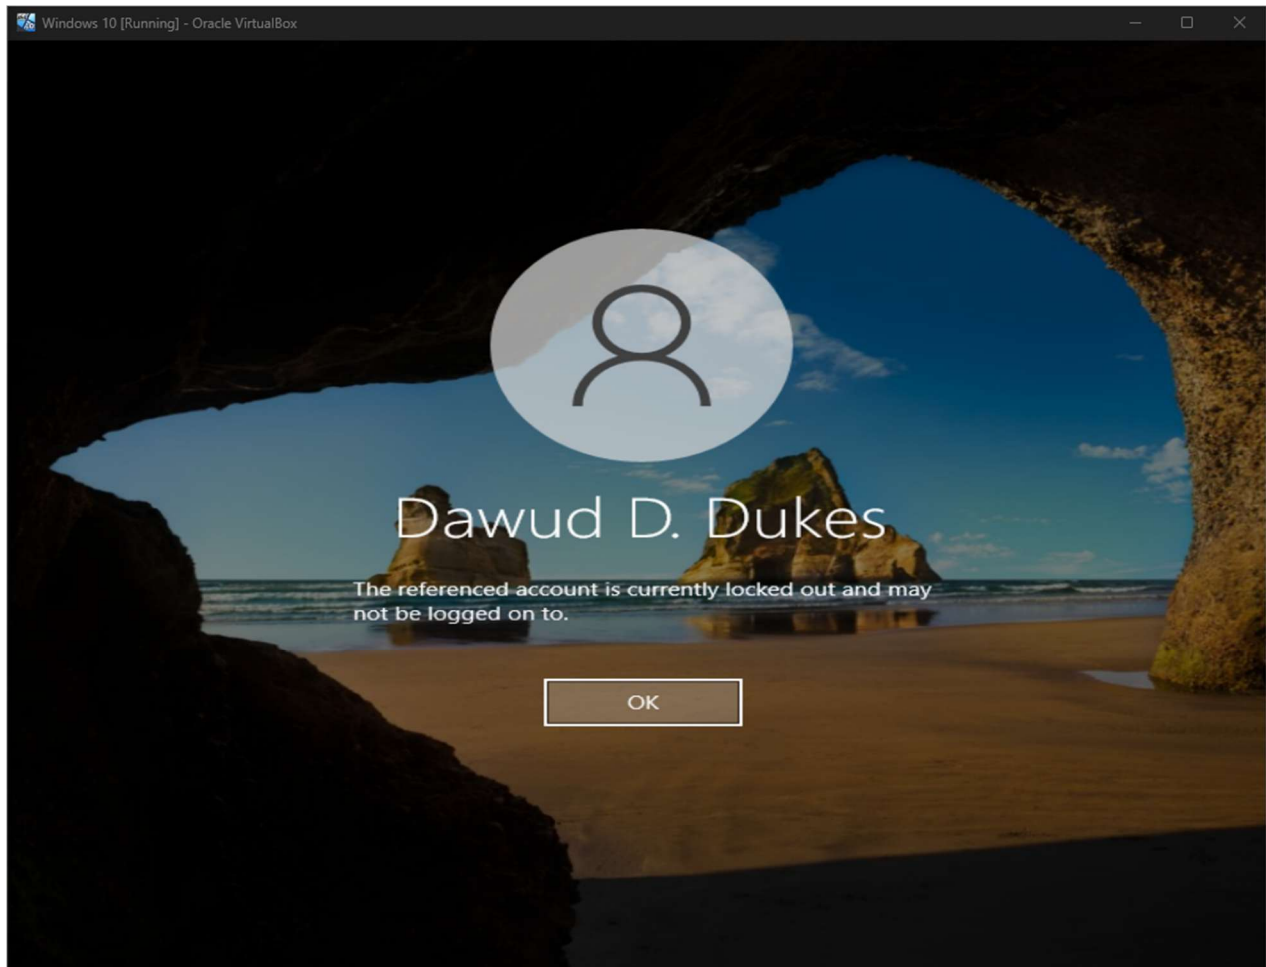 Windows 10 [Running] - Oracle VirtualBox
Dawud D. Dukes
The referenced account is currently locked out and may
not be logged on to.
OK